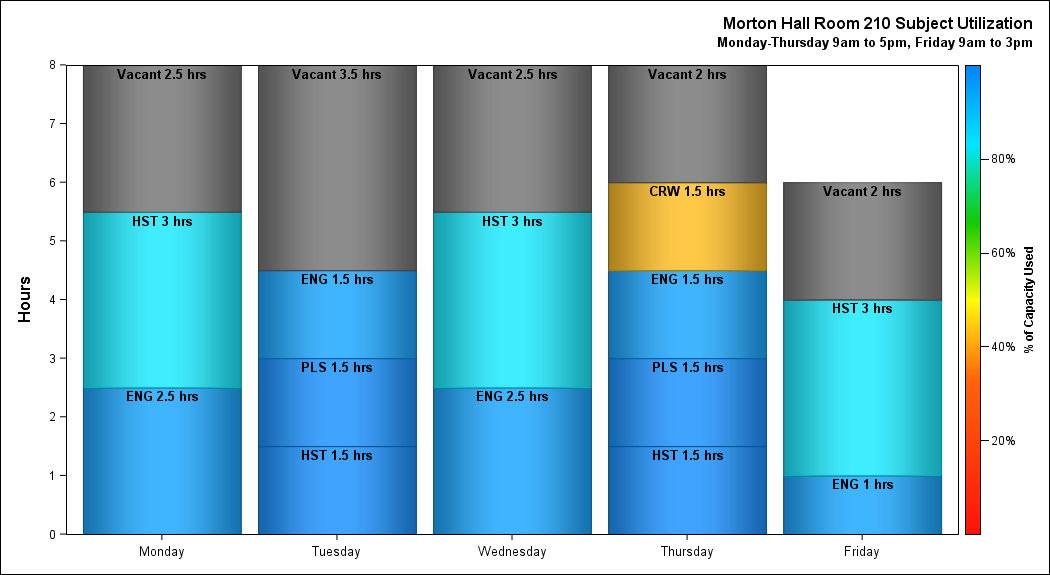 Morton Hall Room 210 Subject Utilization
Monday-Thursday 9am to 5pm, Friday 9am to 3pm
Hours
8
7
6
5
4
3
2
1
0
Vacant 2.5 hrs
HST 3 hrs
ENG 2.5 hrs
Monday
Vacant 3.5 hrs
ENG 1.5 hrs
PLS 1.5 hrs
HST 1.5 hrs
Tuesday
Vacant 2.5 hrs
HST 3 hrs
ENG 2.5 hrs
Wednesday
Vacant 2 hrs
CRW 1.5 hrs
ENG 1.5 hrs
PLS 1.5 hrs
HST 1.5 hrs
Thursday
Vacant 2 hrs
HST 3 hrs
ENG 1 hrs
Friday
80%
60%
40%
20%
% of Capacity Used